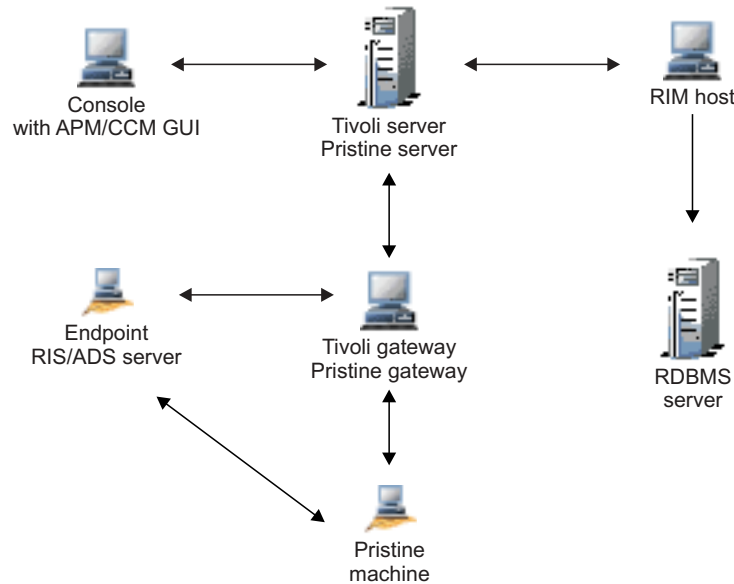 Console
with APM/CCM GUI
Tivoli server
Pristine server
RIM host
Endpoint
RIS/ADS server
Tivoli gateway
Pristine gateway
RDBMS
server
Pristine
machine